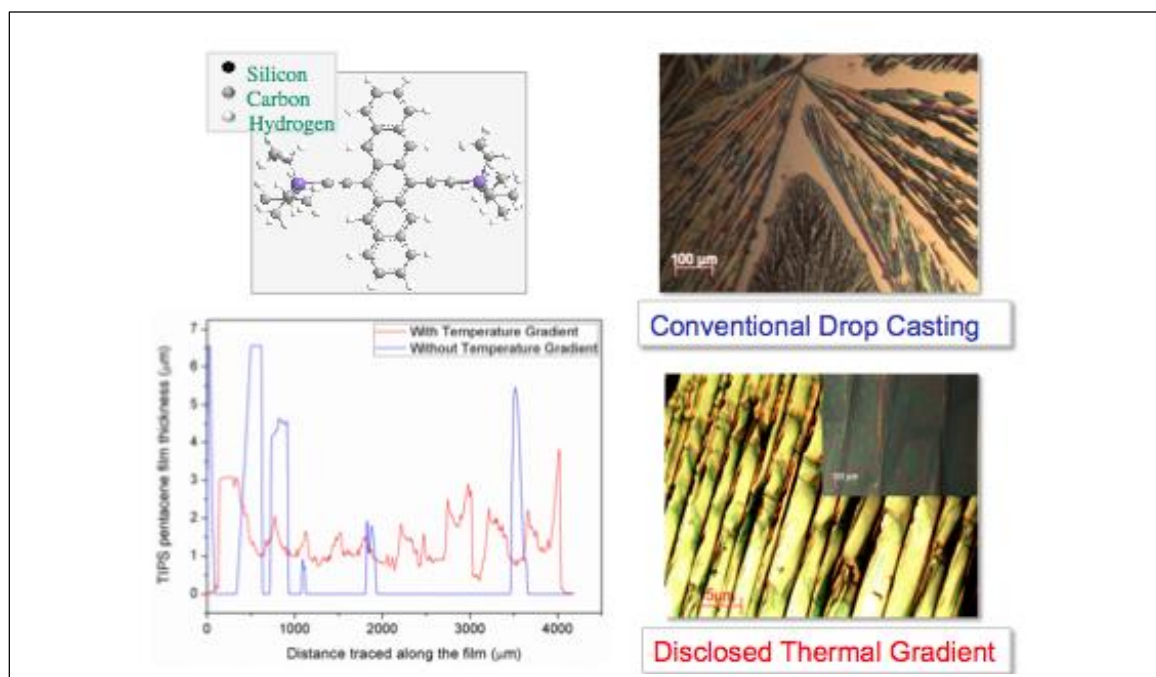 Silicon
Carbon
Hydrogen
100 µm
Conventional Drop Casting
With Temperature Gradient
Without Temperature Gradient
TIPS pentacene film thickness (µm)
7
6
5
4
3
2
1
0
0
1000
2000
3000
4000
Distance traced along the film (µm)
5µm
Disclosed Thermal Gradient